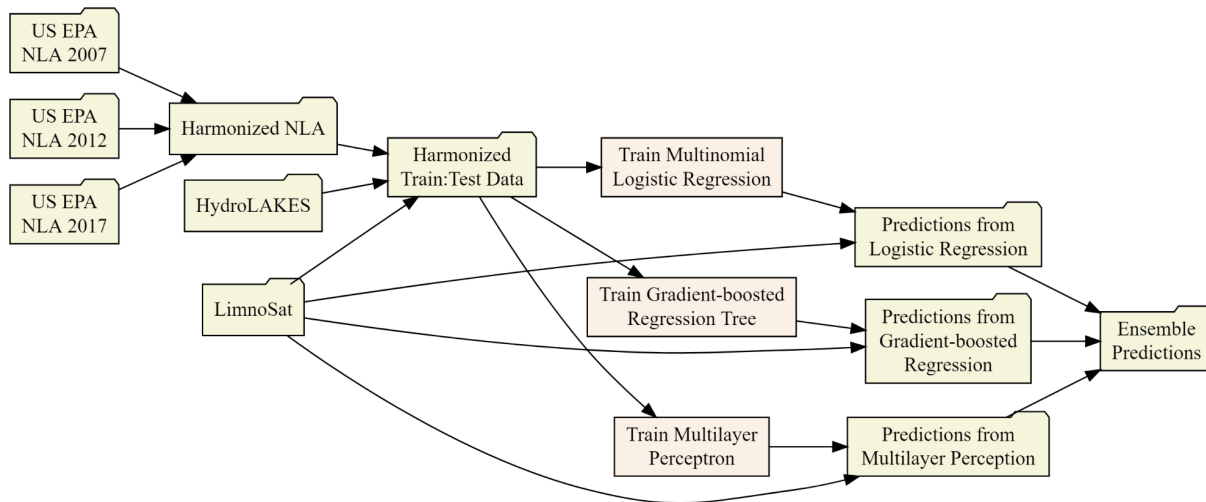 US EPA
NLA 2007
US EPA
NLA 2012
US EPA
NLA 2017
Harmonized NLA
HydroLAKES
LimnoSat
Harmonized
Train:Test Data
Train Multinomial
Logistic Regression
Train Gradient-boosted
Regression Tree
Train Multilayer
Perceptron
Predictions from
Logistic Regression
Predictions from
Gradient-boosted
Regression
Predictions from
Multilayer Perception
Ensemble
Predictions